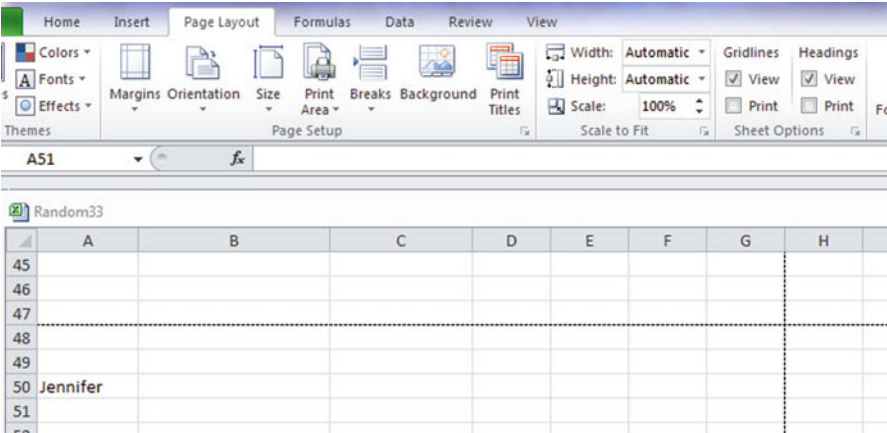 Home Insert Page Layout Formulas Data Review View
Colors Width: Automatic Gridlines Headings
A Fonts Height: Automatic View View
s Effects Margins Orientation Size Print Area Breaks Background Print Titles Scale: 100% Print Print
Themes Page Setup Scale to Fit Sheet Options
A51 fx
Random33
A B C D E F G H
45
46
47
48
49
50 Jennifer
51